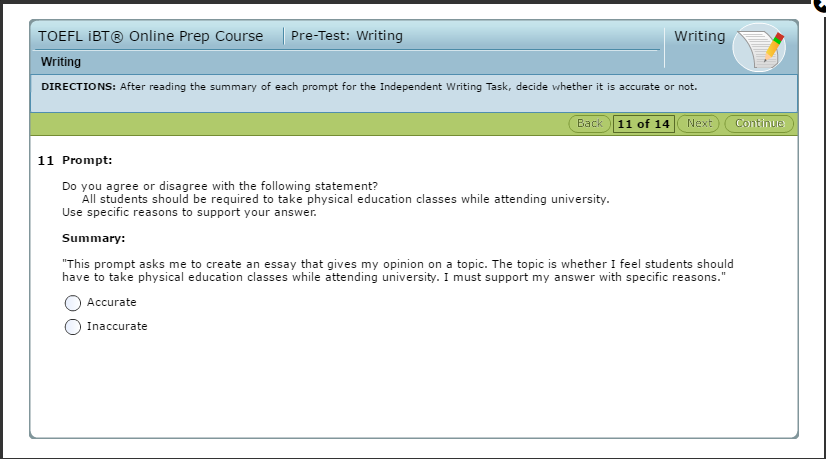 TOEFL iBT® Online Prep Course Pre-Test: Writing Writing
Writing
DIRECTIONS: After reading the summary of each prompt for the Independent Writing Task, decide whether it is accurate or not.
Back 11 of 14 Next Continue
11 Prompt:
Do you agree or disagree with the following statement?
All students should be required to take physical education classes while attending university.
Use specific reasons to support your answer.
Summary:
"This prompt asks me to create an essay that gives my opinion on a topic. The topic is whether I feel students should
have to take physical education classes while attending university. I must support my answer with specific reasons."
Accurate
Inaccurate